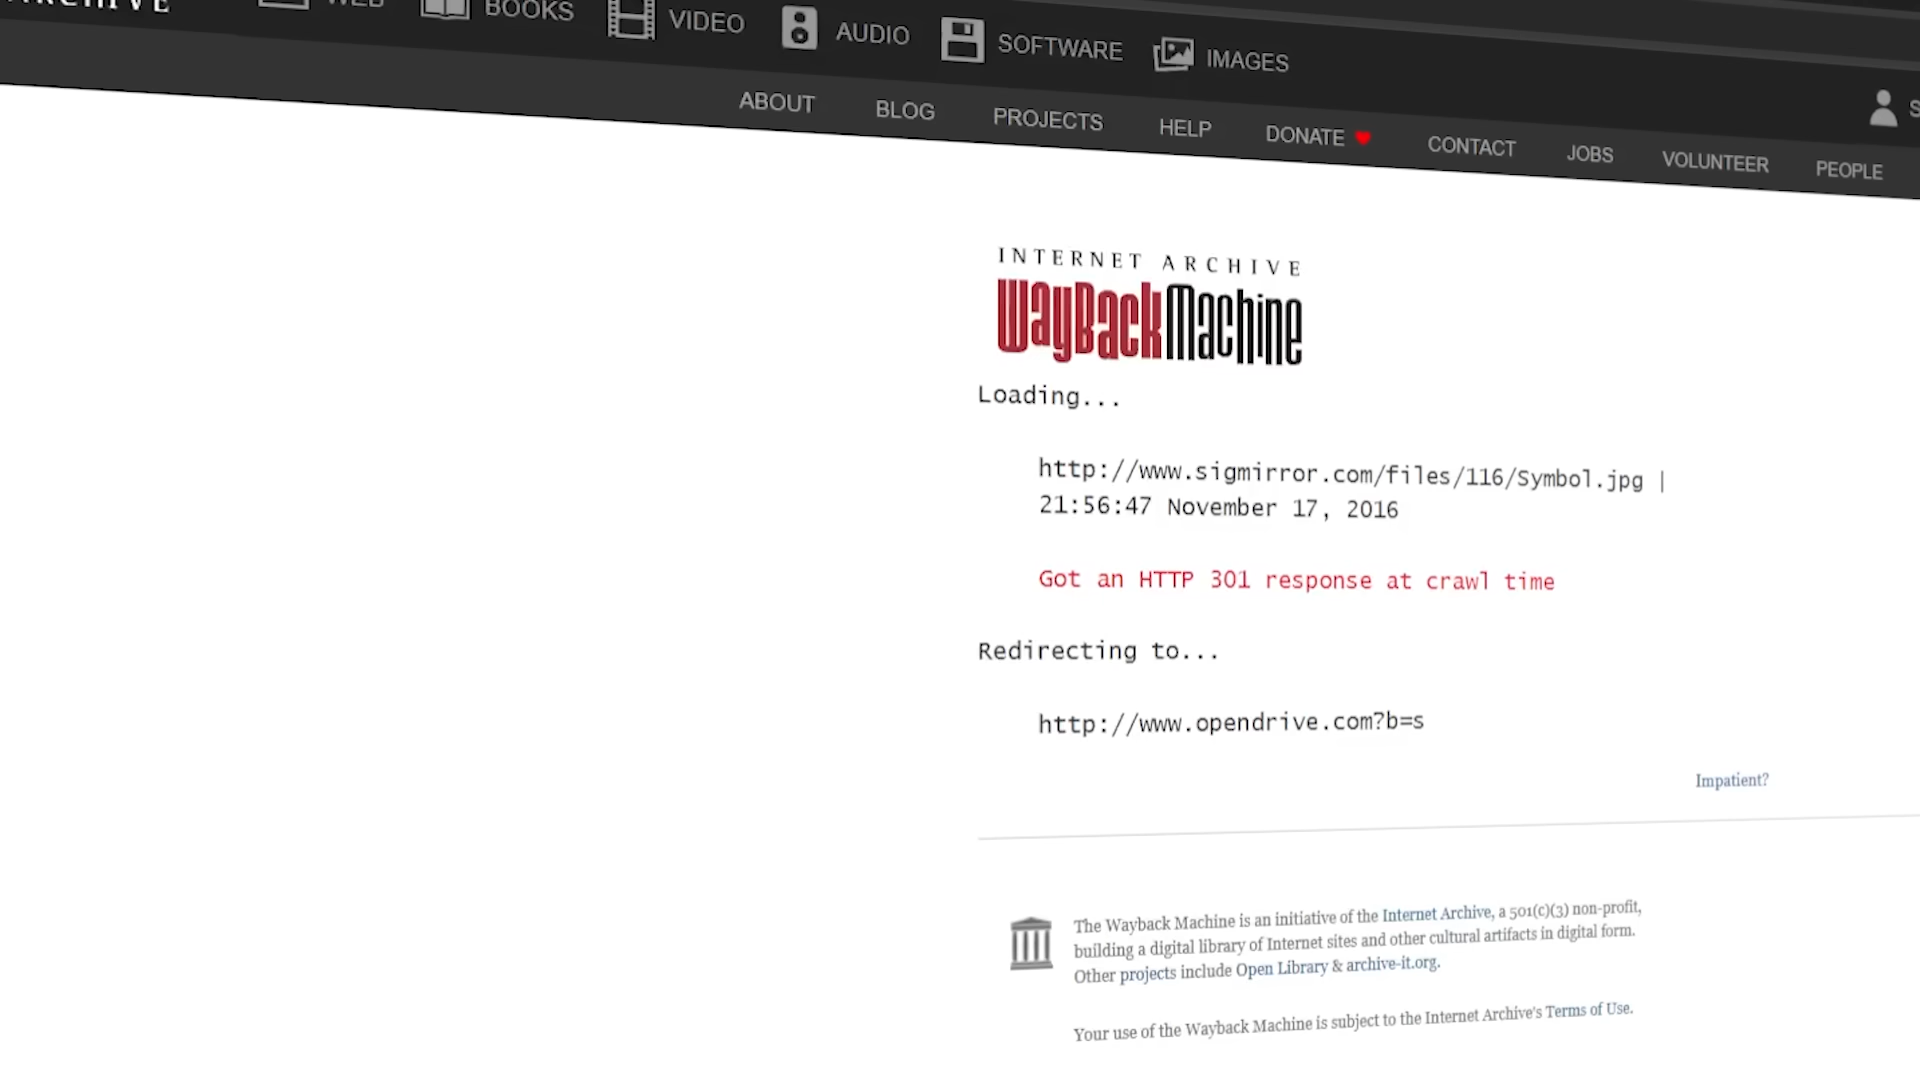 WEB BOOKS VIDEO AUDIO SOFTWARE IMAGES
ABOUT BLOG PROJECTS HELP DONATE CONTACT JOBS VOLUNTEER PEOPLE
INTERNET ARCHIVE
WayBackMachine
Loading...
http://www.sigmirror.com/files/116/Symbol.jpg |
21:56:47 November 17, 2016
Got an HTTP 301 response at crawl time
Redirecting to...
http://www.opendrive.com?b=s
Impatient?
The Wayback Machine is an initiative of the Internet Archive, a 501(c)(3) non-profit,
building a digital library of Internet sites and other cultural artifacts in digital form.
Other projects include Open Library & archive-it.org.
Your use of the Wayback Machine is subject to the Internet Archive's Terms of Use.